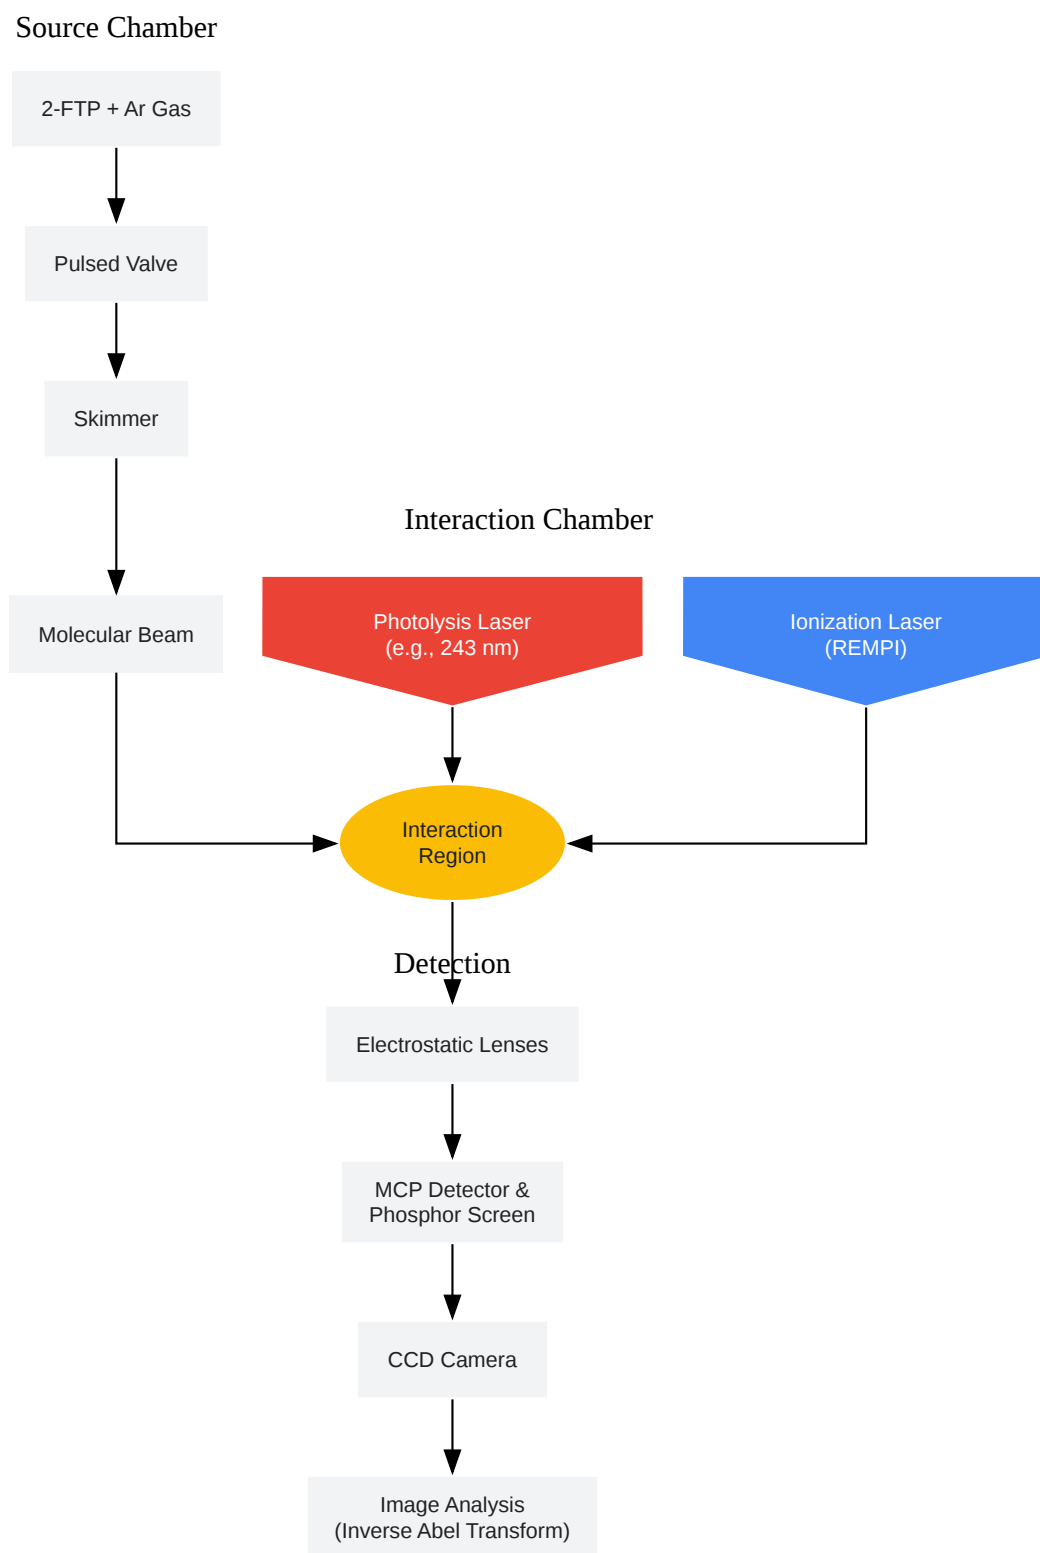 Source Chamber
2-FTP + Ar Gas
Pulsed Valve
Skimmer
Molecular Beam
Interaction Chamber
Photolysis Laser
(e.g., 243 nm)
Ionization Laser
(REMPI)
Interaction
Region
Detection
Electrostatic Lenses
MCP Detector &
Phosphor Screen
CCD Camera
Image Analysis
(Inverse Abel Transform)